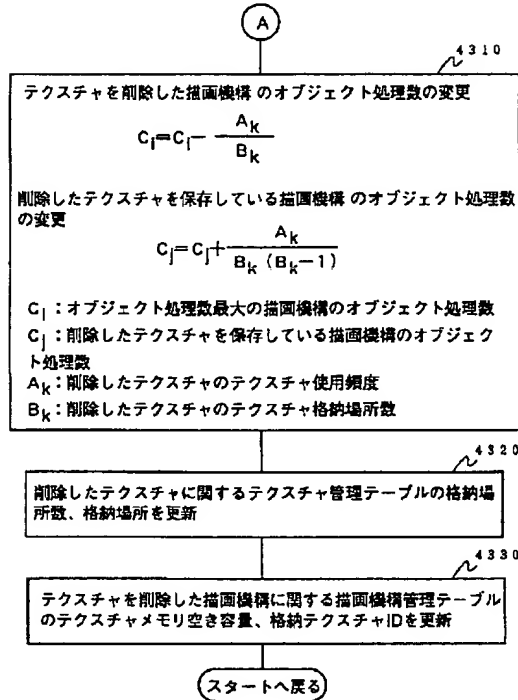 A
4310
テクスチャを削除した描画機構 のオブジェクト処理数の変更
Ci=Ci− Ak/Bk
削除したテクスチャを保存している描画機構 のオブジェクト処理数
の変更
Cj=Cj+ Ak/Bk (Bk−1)
Ci：オブジェクト処理数最大の描画機構のオブジェクト処理数
Cj：削除したテクスチャを保存している描画機構のオブジェク
ト処理数
Ak：削除したテクスチャのテクスチャ使用頻度
Bk：削除したテクスチャのテクスチャ格納場所数
4320
削除したテクスチャに関するテクスチャ管理テーブルの格納場
所数、格納場所を更新
4330
テクスチャを削除した描画機構に関する描画機構管理テーブル
のテクスチャメモリ空き容量、格納テクスチャIDを更新
スタートへ戻る